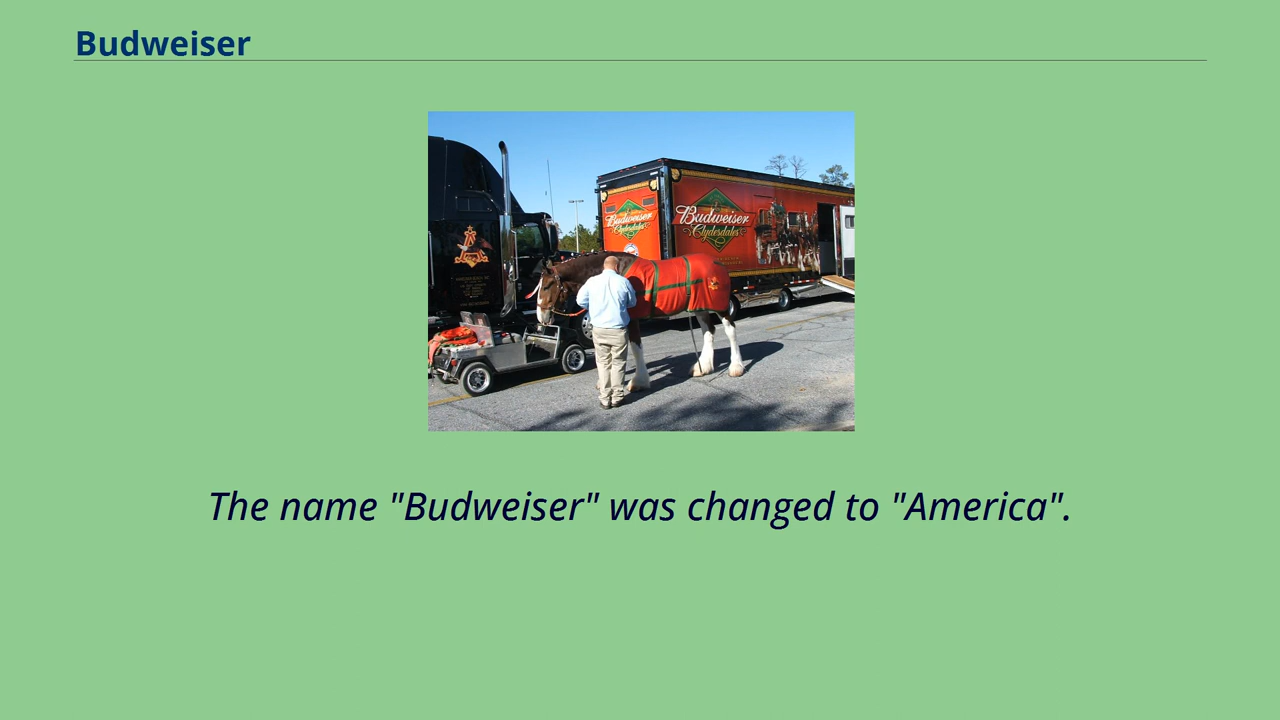 Budweiser
Budweiser
Clydesdales
Budweiser
Clydesdales
The name "Budweiser" was changed to "America".